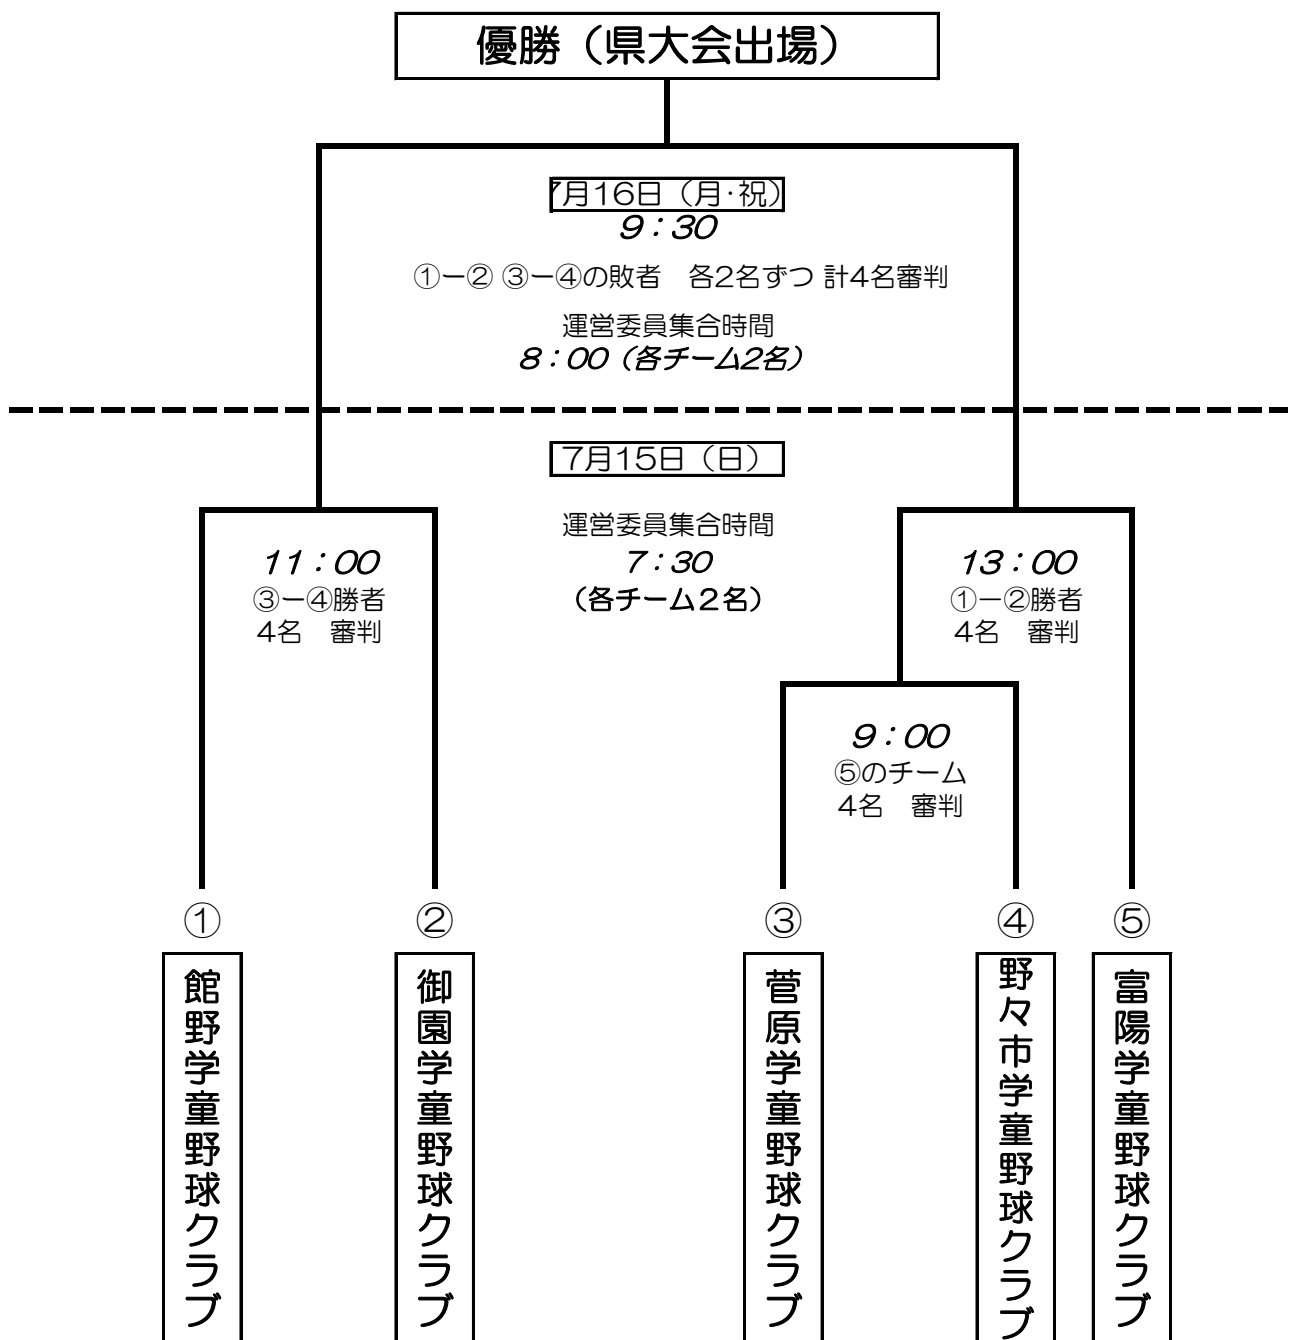 優勝（県大会出場）
7月16日（月・祝）
9：30
①ー② ③ー④の敗者　各2名ずつ 計4名審判
運営委員集合時間
8：00（各チーム2名）
7月15日（日）
運営委員集合時間
7：30
（各チーム２名）
11：00
③ー④勝者
4名　審判
13：00
①ー②勝者
4名　審判
9：00
⑤のチーム
4名　審判
①
②
③
④
⑤
館野学童野球クラブ
御園学童野球クラブ
菅原学童野球クラブ
野々市学童野球クラブ
富陽学童野球クラブ